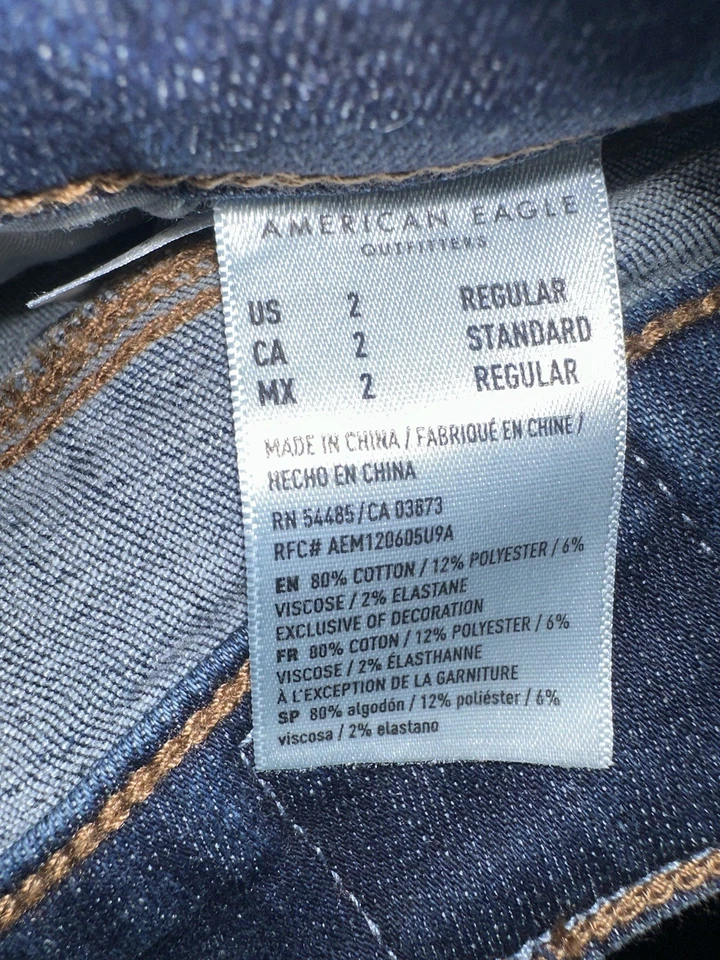 AMERICAN EAGLE
OUTFITTERS
US 2 REGULAR
CA 2 STANDARD
MX 2 REGULAR
MADE IN CHINA / FABRIQUÉ EN CHINE /
HECHO EN CHINA
RN 54485/CA 03873
RFC# AEM120605U9A
EN 80% COTTON / 12% POLYESTER / 6%
VISCOSE / 2% ELASTANE
EXCLUSIVE OF DECORATION
FR 80% COTON / 12% POLYESTER / 6%
VISCOSE / 2% ÉLASTHANNE
À L'EXCEPTION DE LA GARNITURE
SP 80% algodón / 12% poliéster / 6%
viscosa / 2% elastano